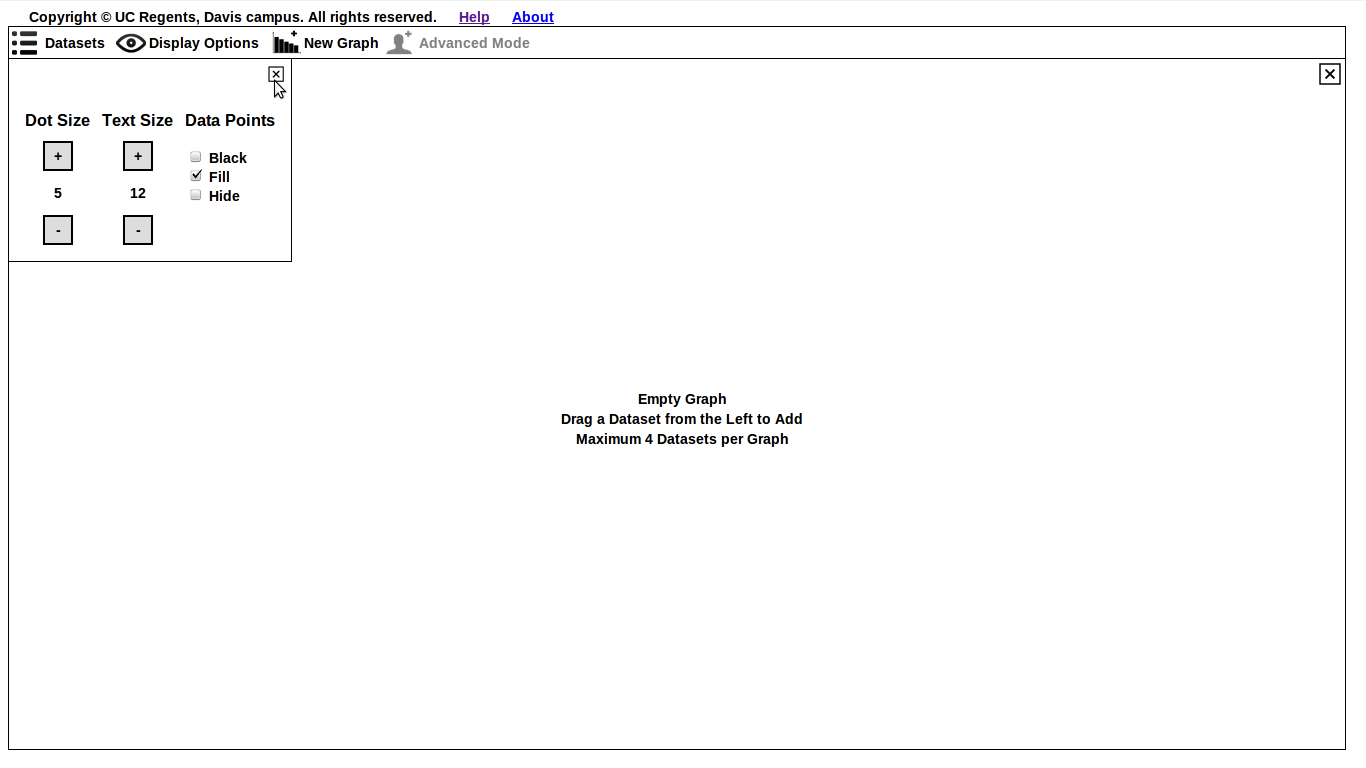 Copyright © UC Regents, Davis campus. All rights reserved. Help About
Datasets Display Options New Graph Advanced Mode
Dot Size Text Size Data Points
+ + Black
Fill
5 12 Hide
- -
Empty Graph
Drag a Dataset from the Left to Add
Maximum 4 Datasets per Graph